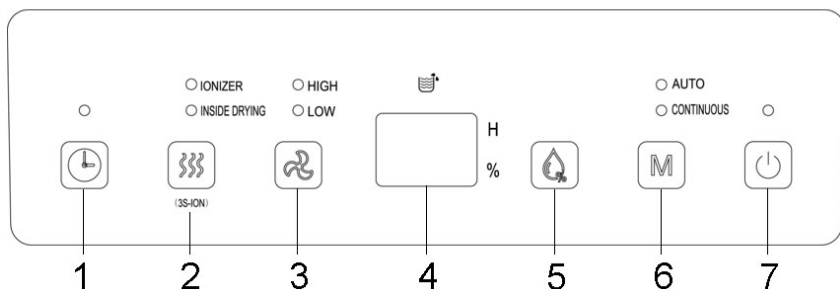 IONIZER
INSIDE DRYING
(3S-ION)
HIGH
LOW
H
%
%
AUTO
CONTINUOUS
M
1 2 3 4 5 6 7